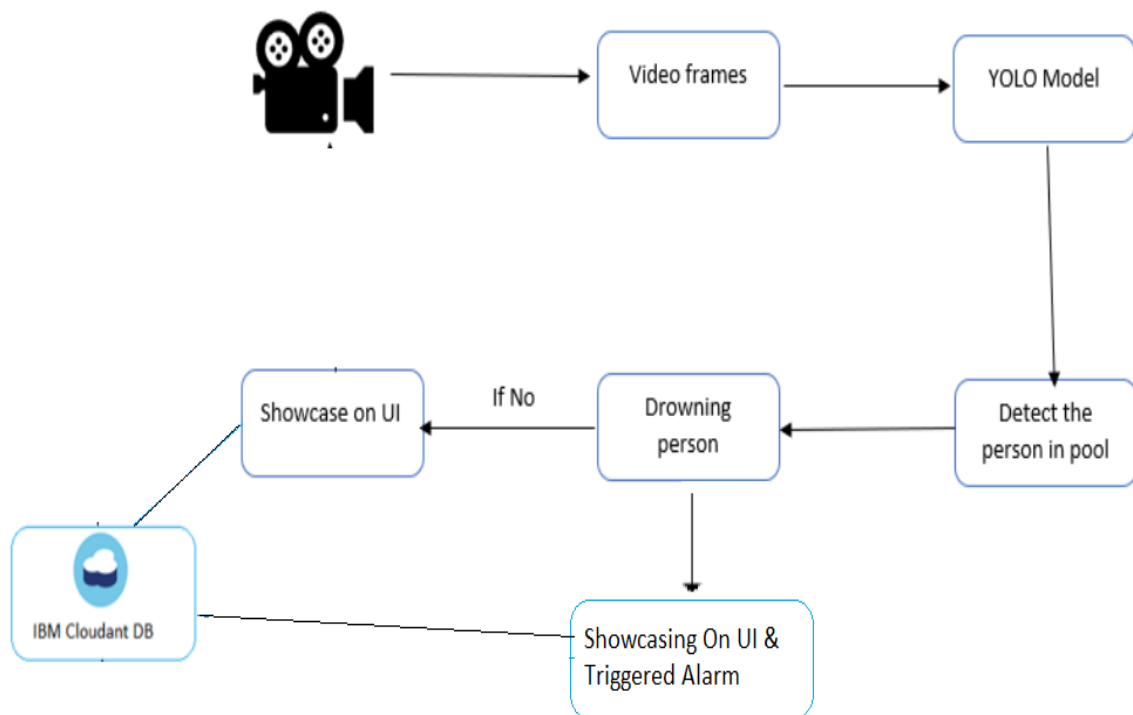 Video frames
YOLO Model
Detect the
person in pool
Drowning
person
If No
Showcase on UI
IBM Cloudant DB
Showcasing On UI &
Triggered Alarm